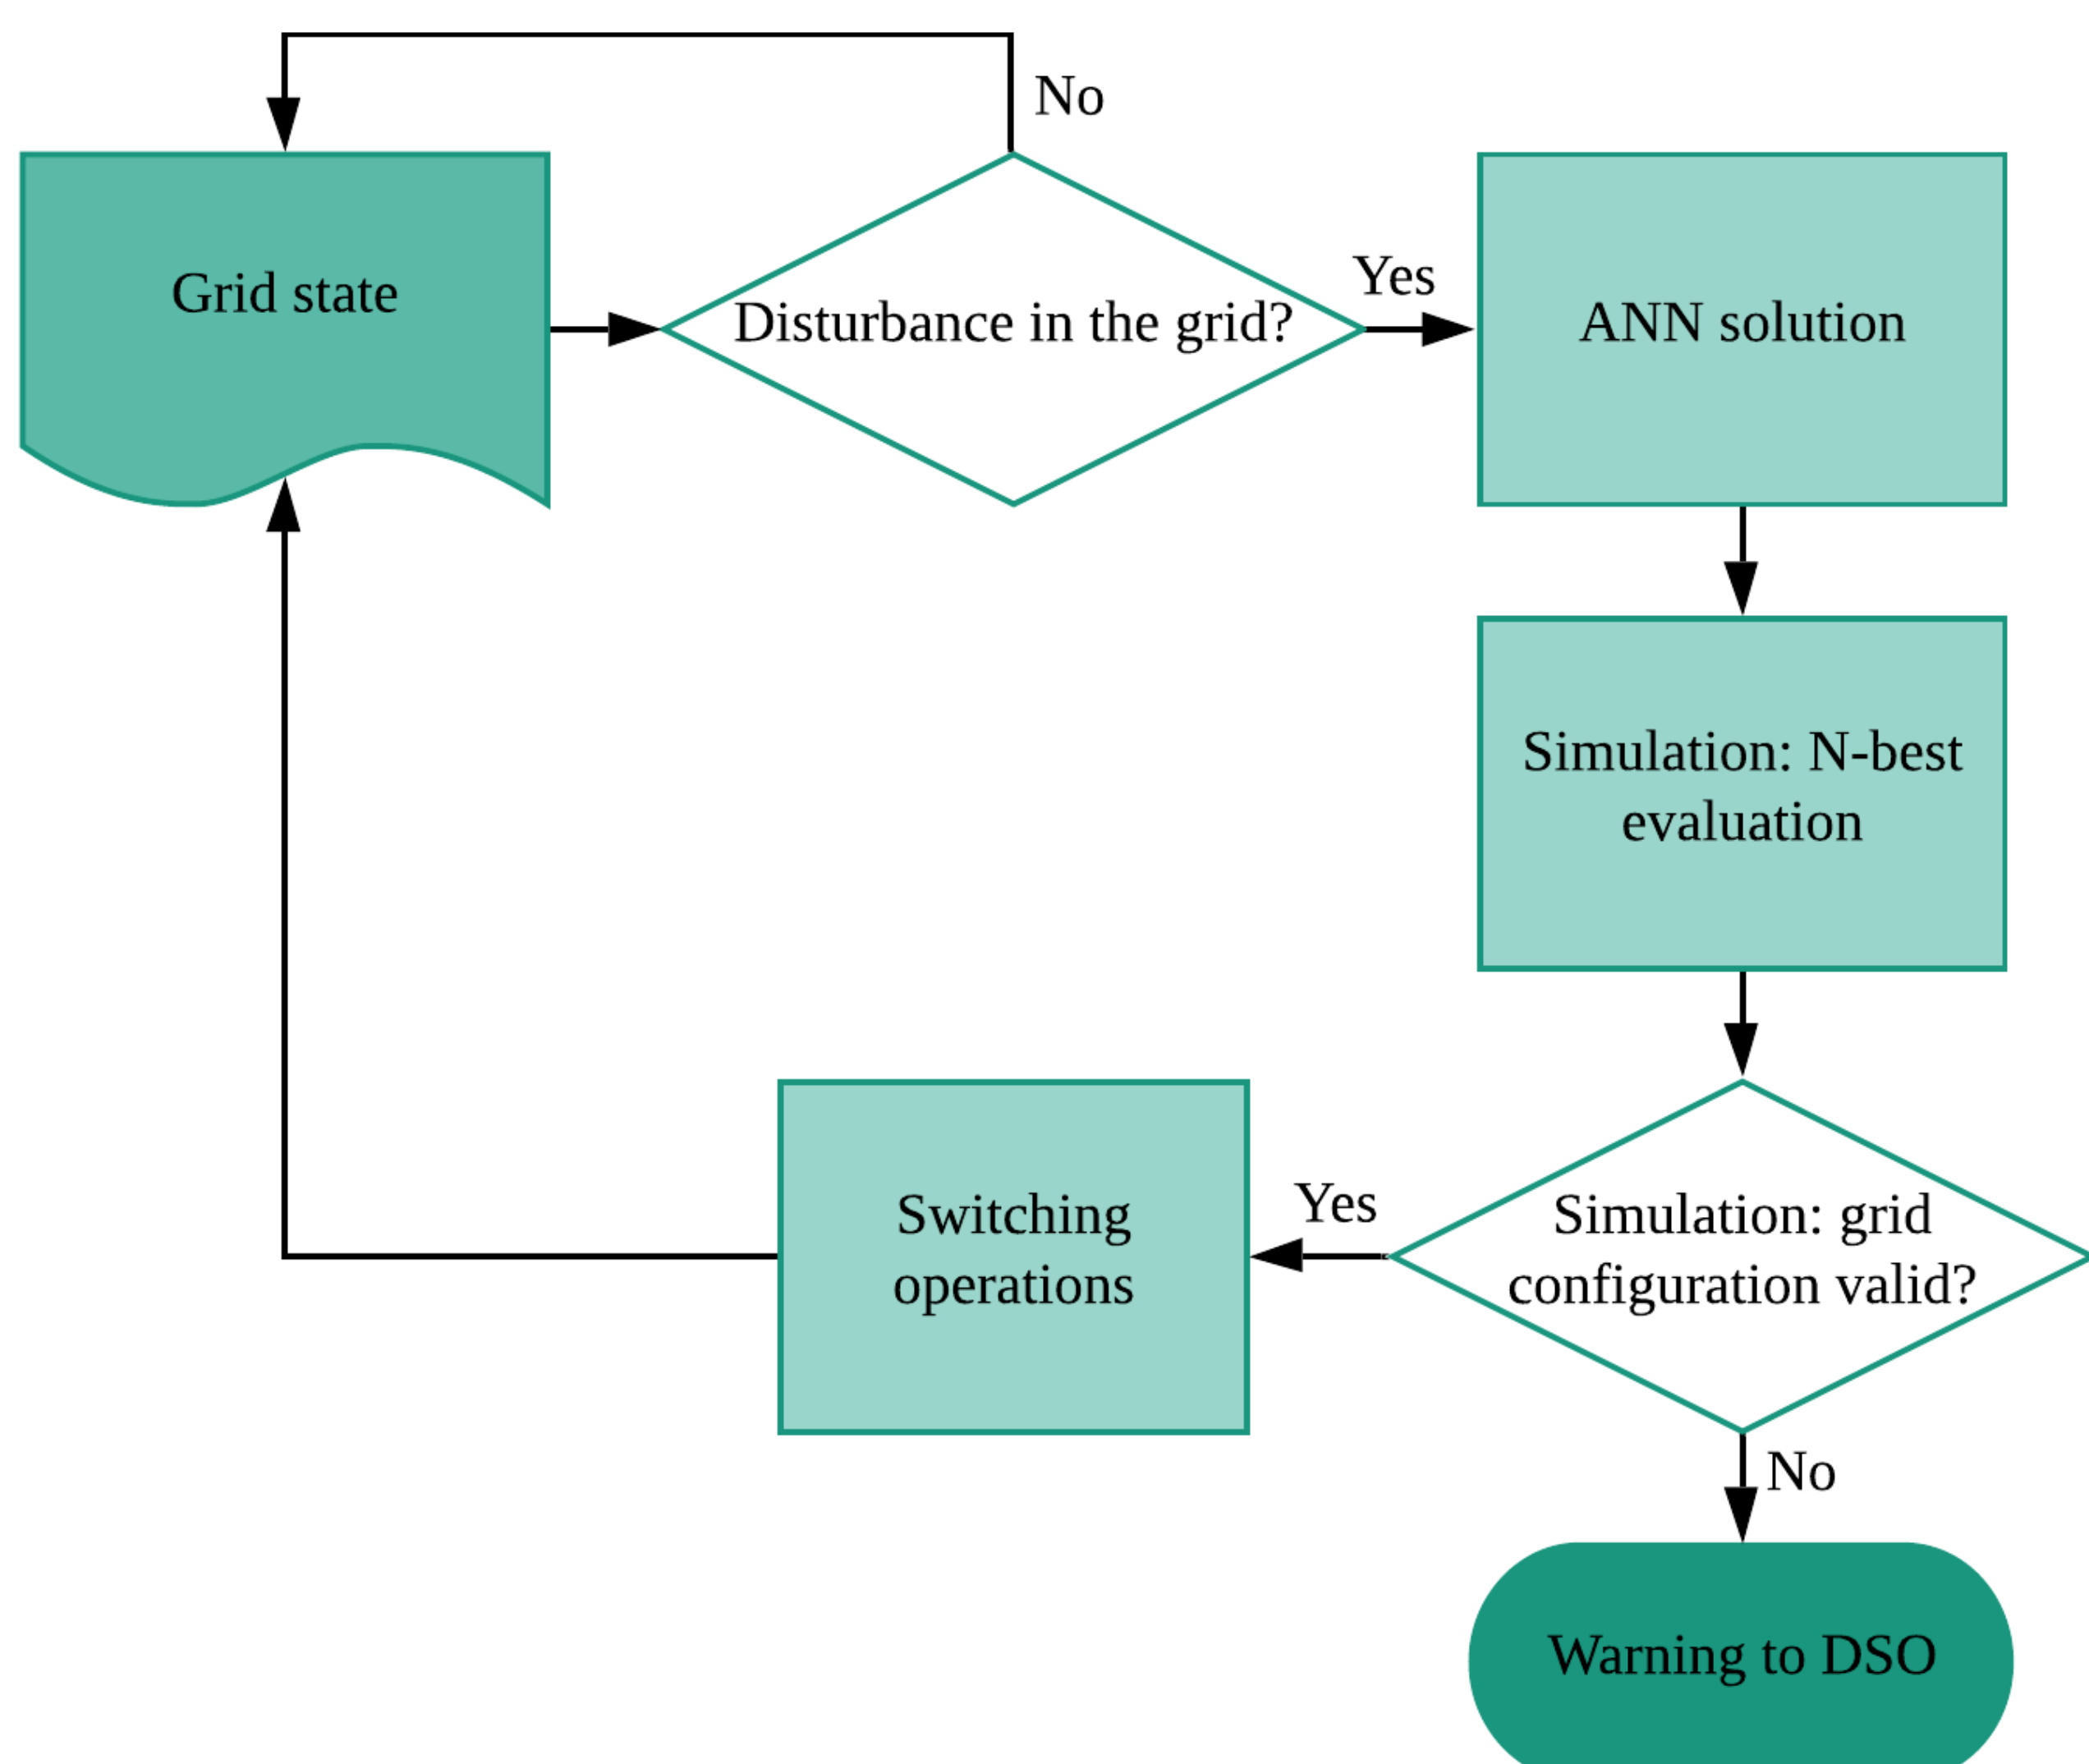 No
Grid state
Disturbance in the grid?
Yes
ANN solution
Simulation: N-best
evaluation
Switching
operations
Yes
Simulation: grid
configuration valid?
No
Warning to DSO